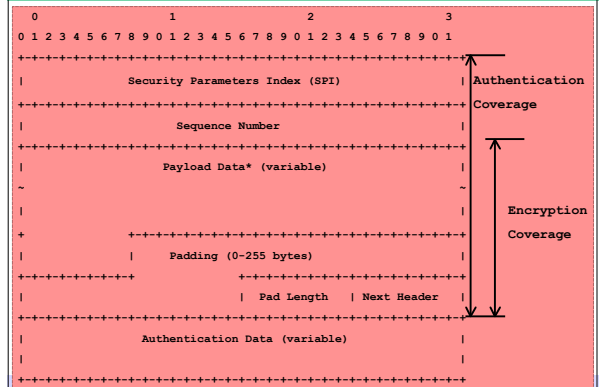 0 1 2 3
0 1 2 3 4 5 6 7 8 9 0 1 2 3 4 5 6 7 8 9 0 1 2 3 4 5 6 7 8 9 0 1
+-+-+-+-+-+-+-+-+-+-+-+-+-+-+-+-+-+-+-+-+-+-+-+-+-+-+-+-+-+-+-+-+
| Security Parameters Index (SPI) | Authentication
+-+-+-+-+-+-+-+-+-+-+-+-+-+-+-+-+-+-+-+-+-+-+-+-+-+-+-+-+-+-+-+-+ Coverage
| Sequence Number |
+-+-+-+-+-+-+-+-+-+-+-+-+-+-+-+-+-+-+-+-+-+-+-+-+-+-+-+-+-+-+-+-+
| Payload Data* (variable) |
~ ~
| | Encryption
+ +-+-+-+-+-+-+-+-+-+-+-+-+-+-+-+-+-+-+-+-+-+-+-+-+ Coverage
| | Padding (0-255 bytes) |
+-+-+-+-+-+-+-+-+ +-+-+-+-+-+-+-+-+-+-+-+-+-+-+-+-+
| | Pad Length | Next Header |
+-+-+-+-+-+-+-+-+-+-+-+-+-+-+-+-+-+-+-+-+-+-+-+-+-+-+-+-+-+-+-+-+
| Authentication Data (variable) |
| |
+-+-+-+-+-+-+-+-+-+-+-+-+-+-+-+-+-+-+-+-+-+-+-+-+-+-+-+-+-+-+-+-+